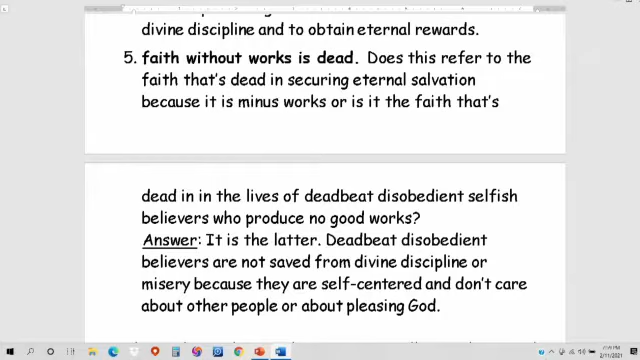 divine discipline and to obtain eternal rewards.
5. faith without works is dead. Does this refer to the
faith that's dead in securing eternal salvation
because it is minus works or is it the faith that's
dead in in the lives of deadbeat disobedient selfish
believers who produce no good works?
Answer: It is the latter. Deadbeat disobedient
believers are not saved from divine discipline or
misery because they are self-centered and don't care
about other people or about pleasing God.
2/11/2021